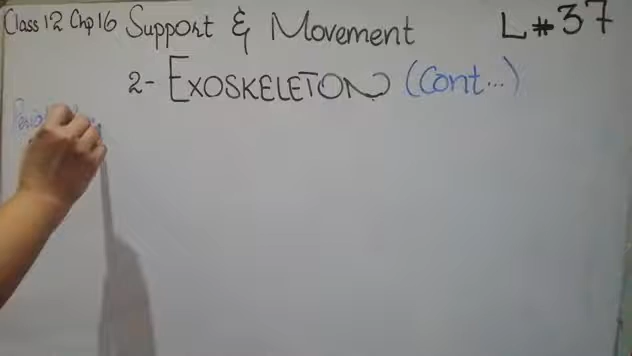 Class 12 Chp 16 Support & Movement L # 37
2- EXOSKELETON (Cont...)